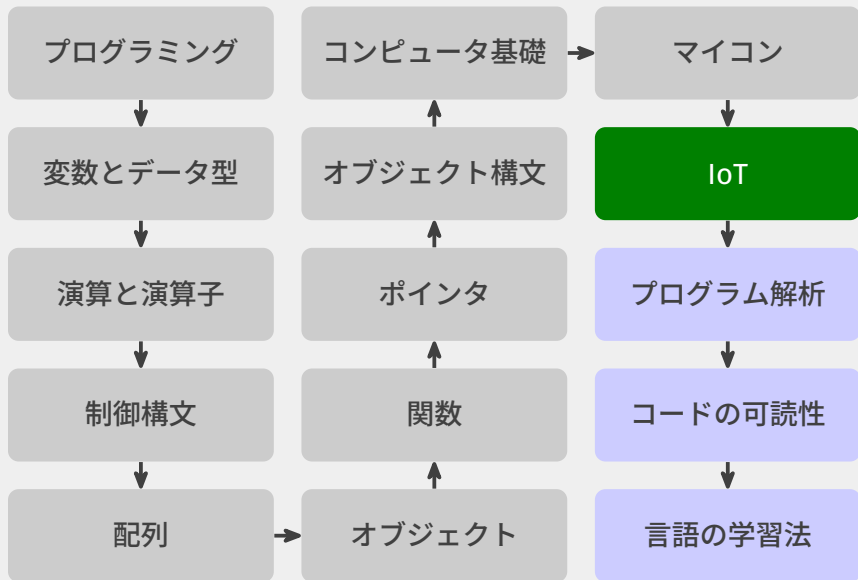 プログラミング
変数とデータ型
演算と演算子
制御構文
配列
オブジェクト
関数
ポインタ
オブジェクト構文
コンピュータ基礎
マイコン
IoT
プログラム解析
コードの可読性
言語の学習法